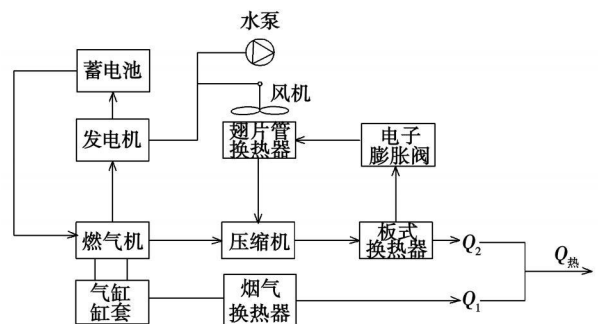 水泵
蓄电池
风机
发电机
翅片管
换热器
电子
膨胀阀
燃气机
压缩机
板式
换热器
Q2
Q热
气缸
缸套
烟气
换热器
Q1